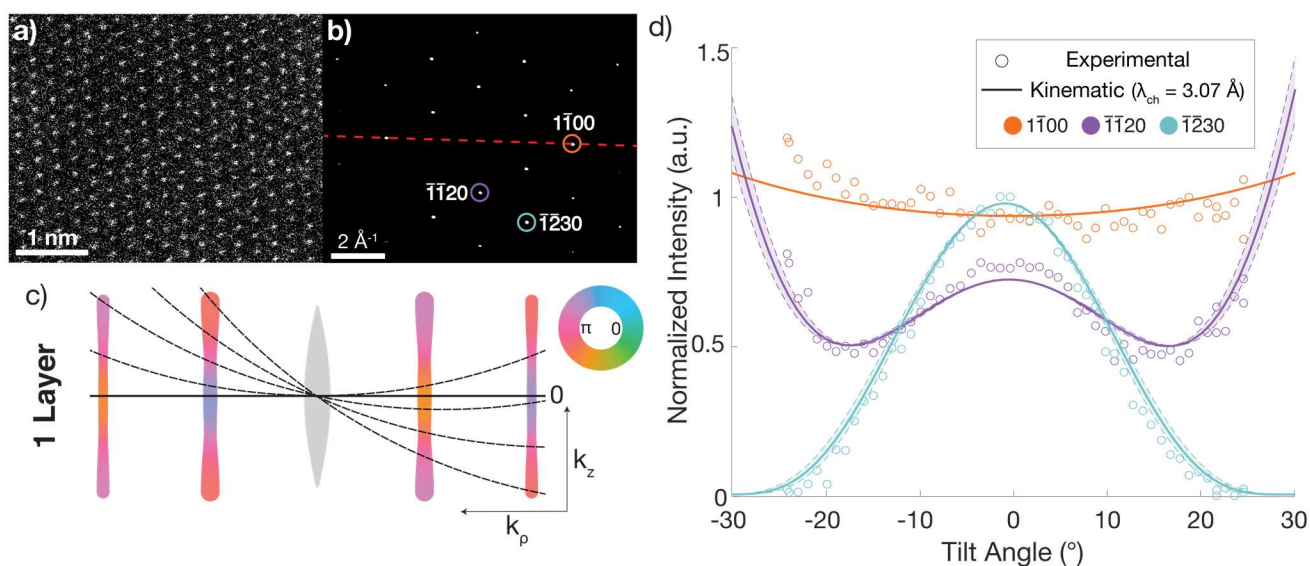 a)
1 nm
b)
11̄00
1̄1̄20
1̄2̄30
2 Å⁻¹
c)
1 Layer
π 0
0
k_z
k_ρ
d)
Normalized Intensity (a.u.)
1.5
1
0.5
0
-30 -20 -10 0 10 20 30
Tilt Angle (°)
Experimental
Kinematic (λ_ch = 3.07 Å)
11̄00 1̄1̄20 1̄2̄30